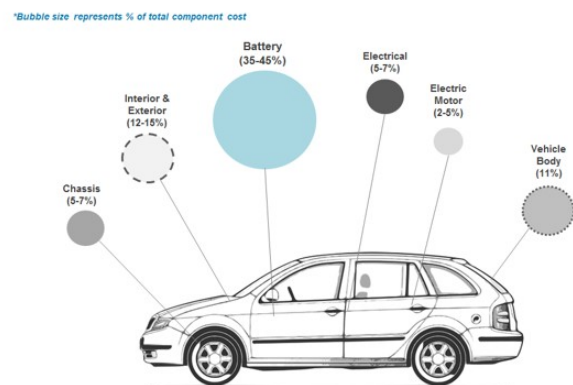 *Bubble size represents % of total component cost
Battery
(35-45%)
Electrical
(5-7%)
Electric
Motor
(2-5%)
Interior &
Exterior
(12-15%)
Vehicle
Body
(11%)
Chassis
(5-7%)